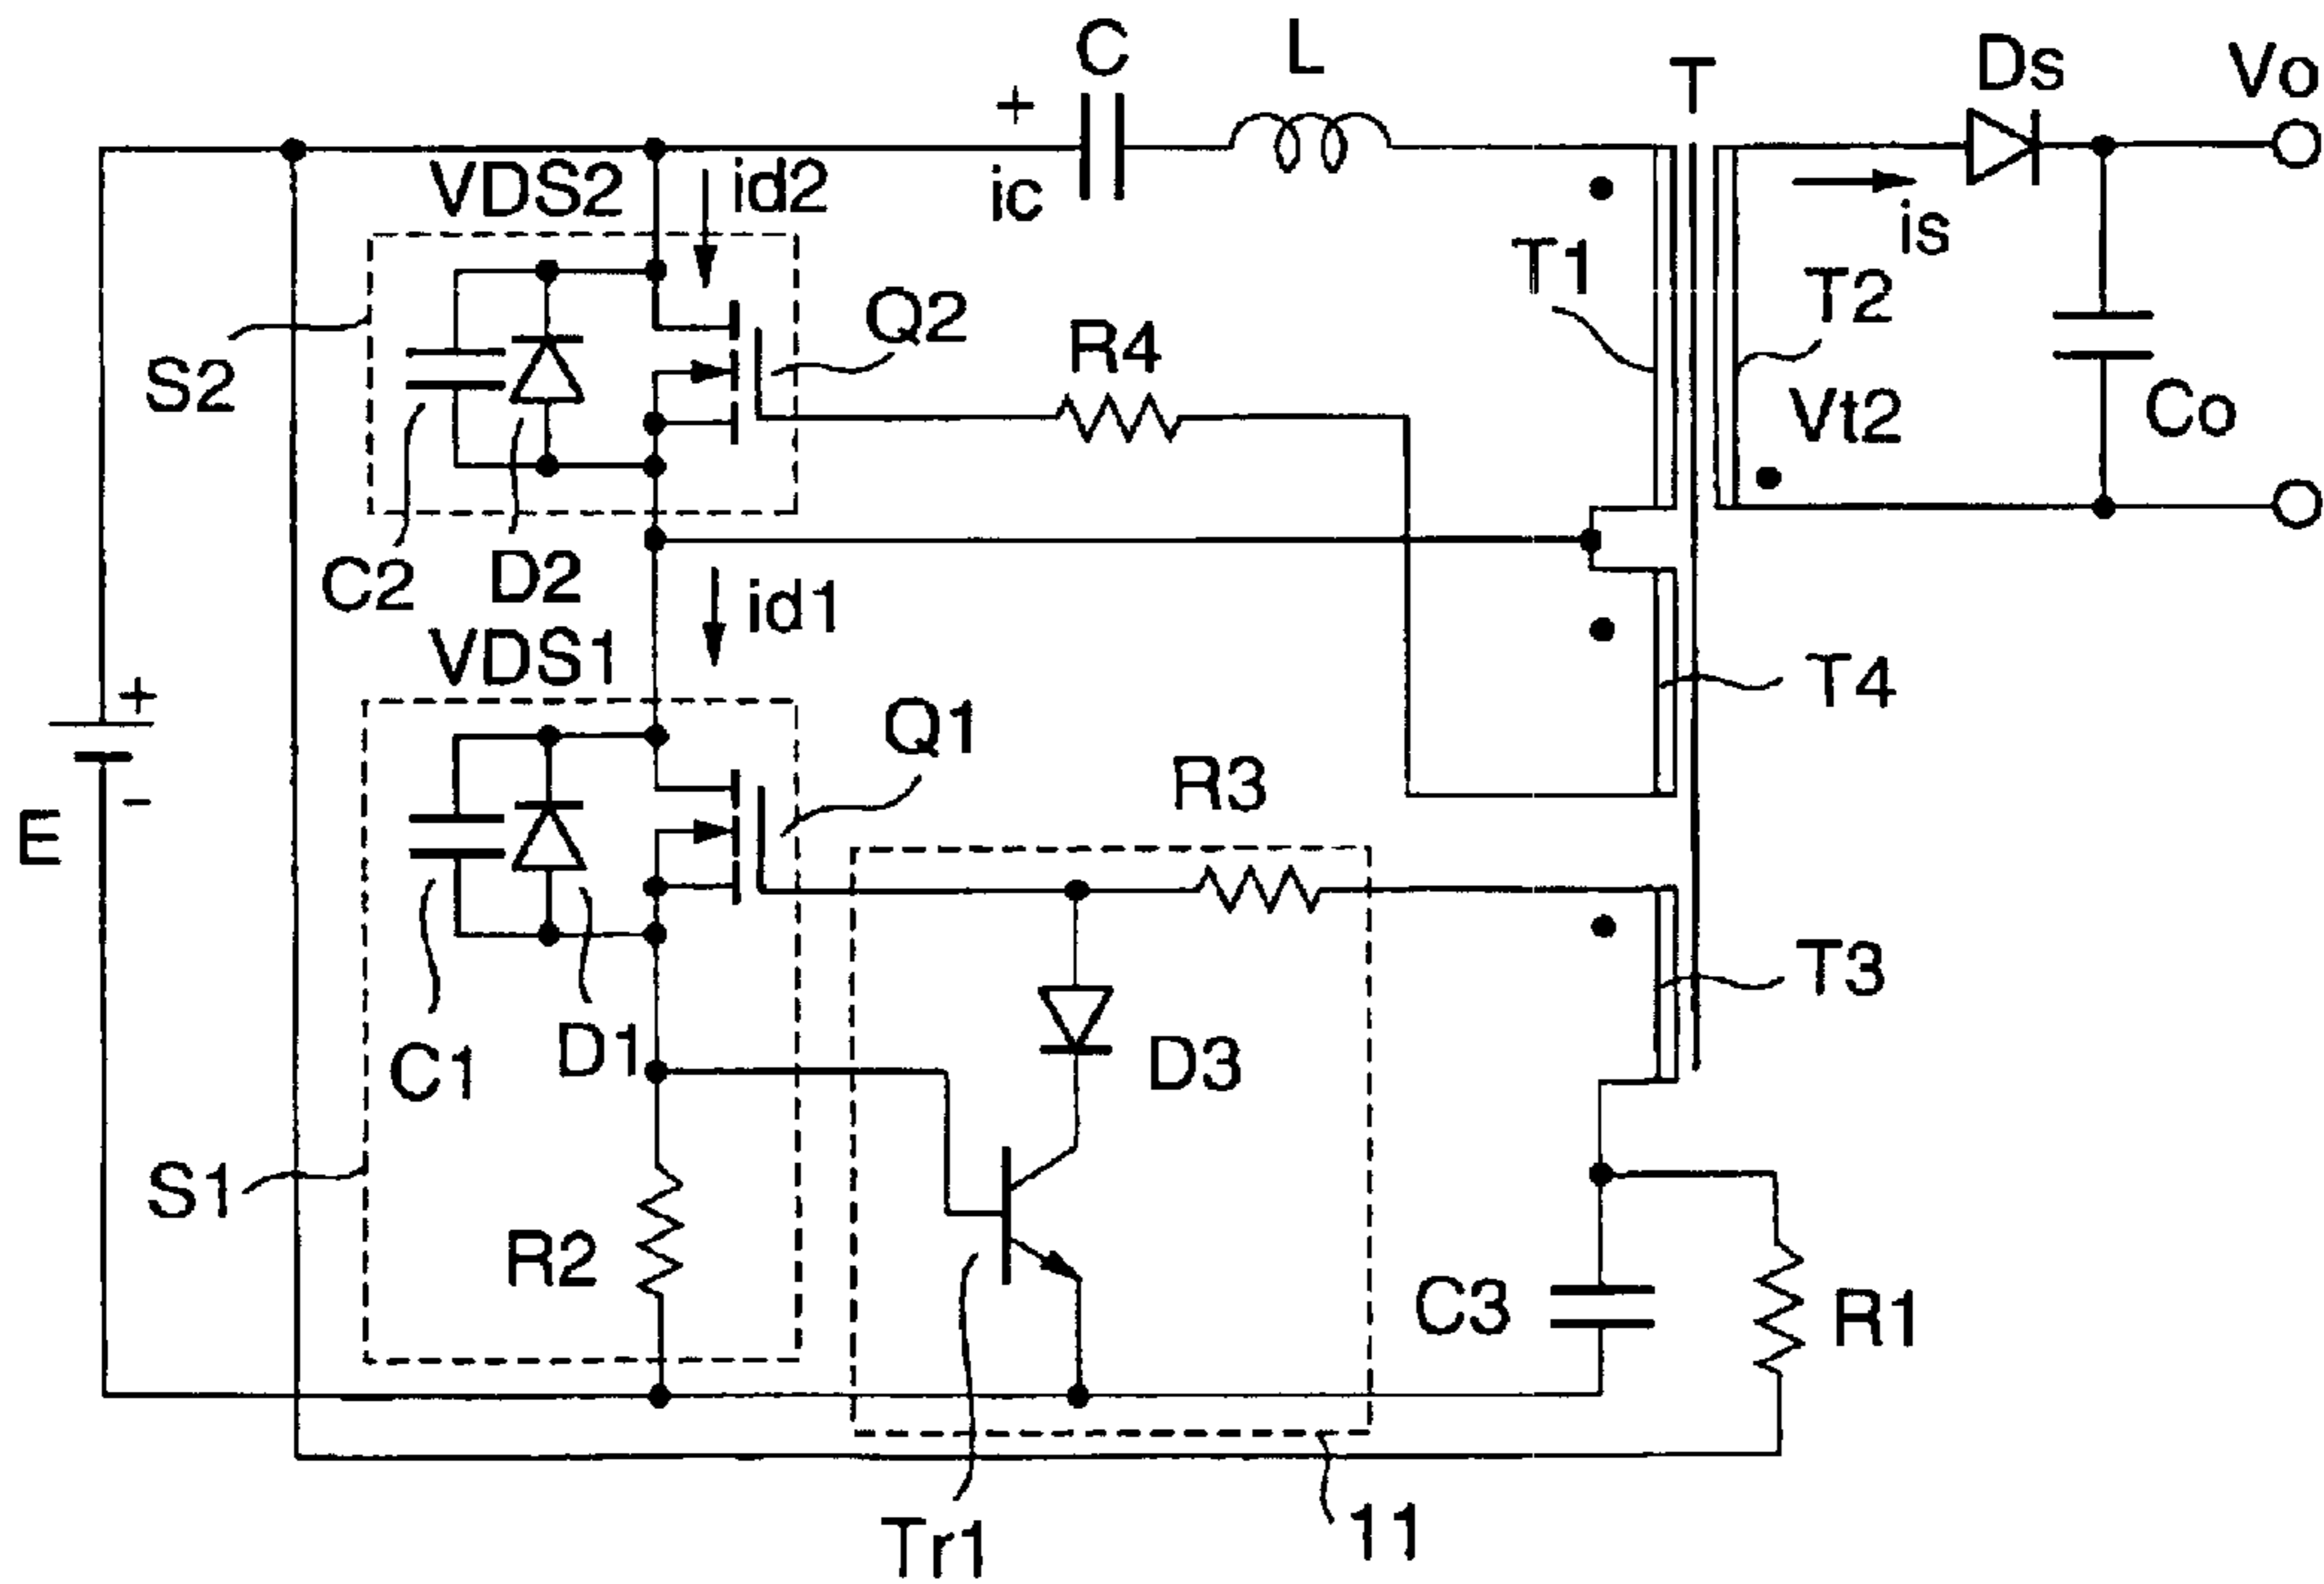 C
L
T
Ds
Vo
+
ic
VDS2
id2
is
T1
T2
Q2
R4
S2
Vt2
Co
C2
D2
id1
VDS1
T4
+
Q1
R3
-
E
T3
D3
C1
D1
S1
R2
C3
R1
Tr1
11